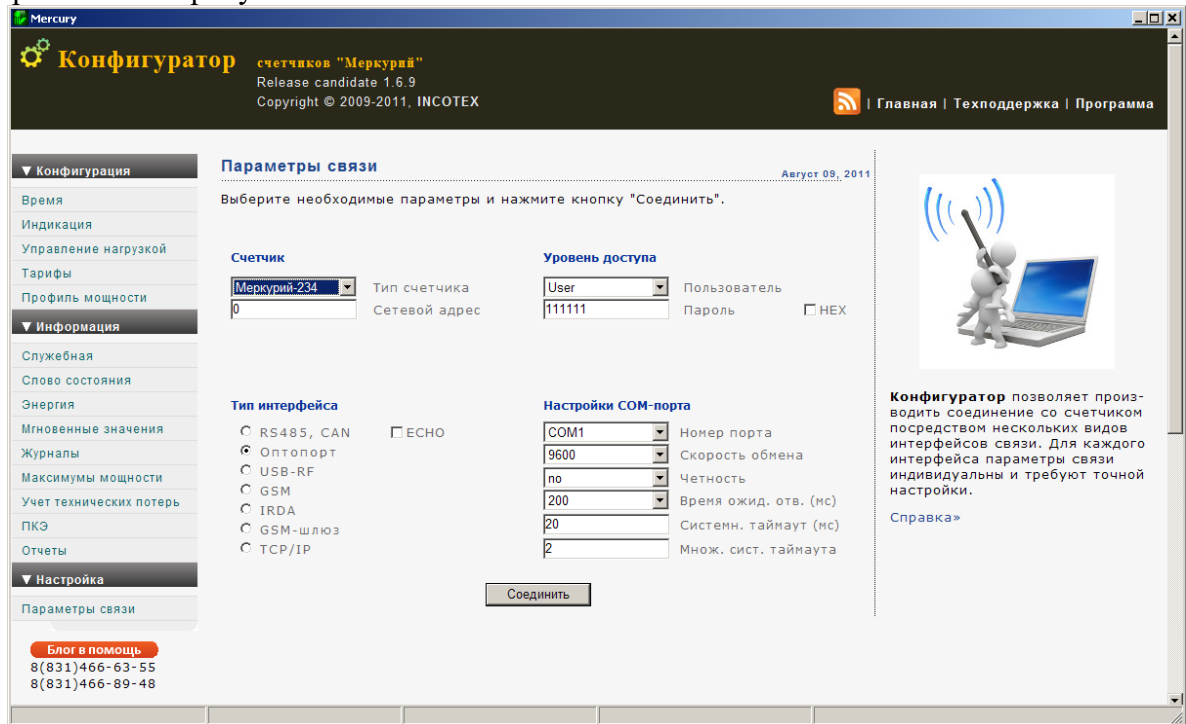 Mercury
Конфигуратор счетчиков "Меркурий"
Release candidate 1.6.9
Copyright © 2009-2011, INCOTEX
| Главная | Техподдержка | Программа
▼ Конфигурация
Время
Индикация
Управление нагрузкой
Тарифы
Профиль мощности
▼ Информация
Служебная
Слово состояния
Энергия
Мгновенные значения
Журналы
Максимумы мощности
Учет технических потерь
ПКЭ
Отчеты
▼ Настройка
Параметры связи
Блог в помощь
8(831)466-63-55
8(831)466-89-48
Параметры связи
Август 09, 2011
Выберите необходимые параметры и нажмите кнопку "Соединить".
Счетчик
Меркурий-234 Тип счетчика
0 Сетевой адрес
Уровень доступа
User Пользователь
111111 Пароль HEX
Тип интерфейса
RS485, CAN ECHO
Оптопорт
USB-RF
GSM
IRDA
GSM-шлюз
TCP/IP
Настройки COM-порта
COM1 Номер порта
9600 Скорость обмена
no Четность
200 Время ожид. отв. (мс)
20 Системн. таймаут (мс)
2 Множ. сист. таймаута
Соединить
Конфигуратор позволяет произ-
водить соединение со счетчиком
посредством нескольких видов
интерфейсов связи. Для каждого
интерфейса параметры связи
индивидуальны и требуют точной
настройки.
Справка»